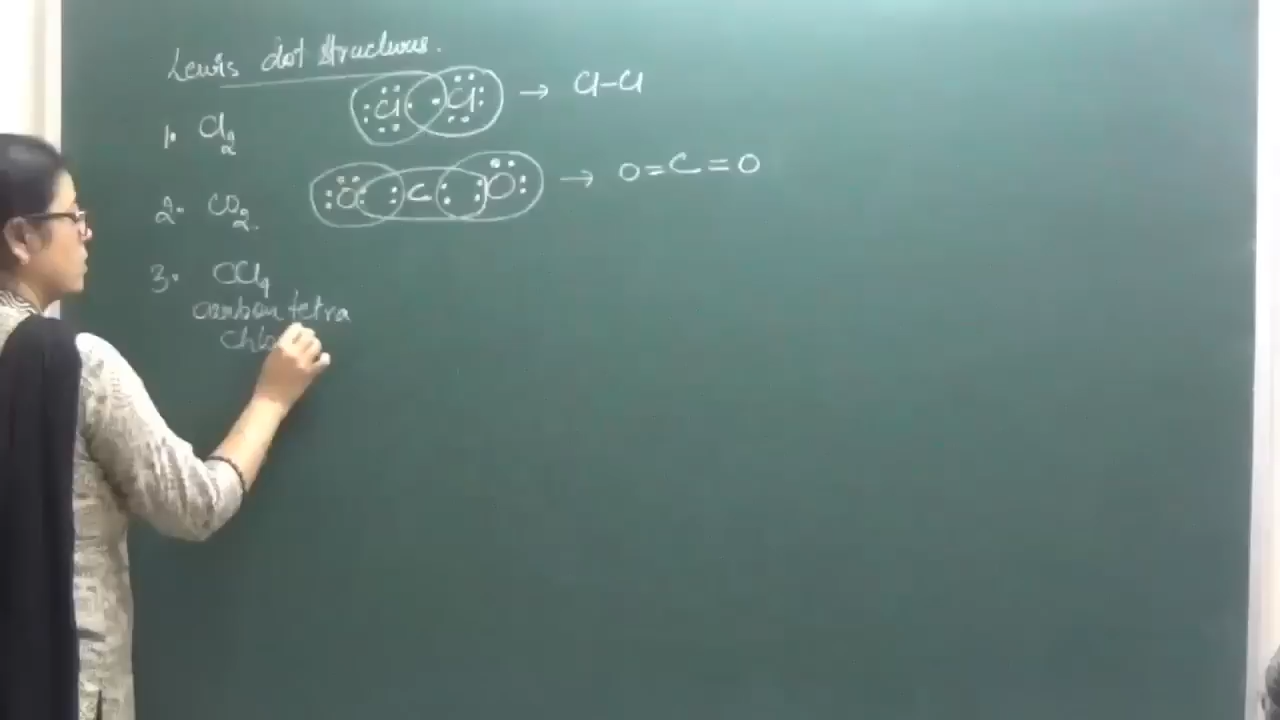 Lewis dot structures.
1. Cl2 :Cl··Cl: → Cl–Cl
2. CO2. :O::C::O: → O=C=O
3. CCl4
carbon tetra
chlo